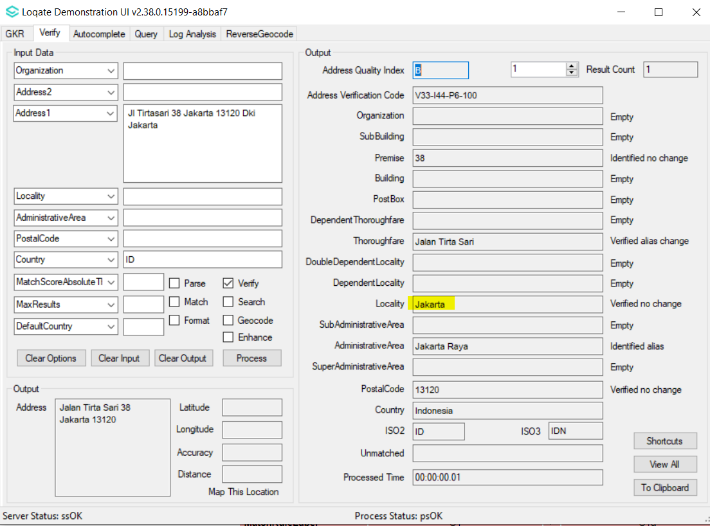 Loqate Demonstration UI v2.38.0.15199-a8bbaf7
GKR Verify Autocomplete Query Log Analysis ReverseGeocode
Input Data
Organization
Address2
Address1 Jl Tirtasari 38 Jakarta 13120 Dki
Jakarta
Locality
AdministrativeArea
PostalCode
Country ID
MatchScoreAbsoluteTl Parse Verify
MaxResults Match Search
DefaultCountry Format Geocode
Enhance
Clear Options Clear Input Clear Output Process
Output
Address Jalan Tirta Sari 38
Jakarta 13120
Latitude
Longitude
Accuracy
Distance
Map This Location
Output
Address Quality Index B 1 Result Count 1
Address Verification Code V33-I44-P6-100
Organization Empty
SubBuilding Empty
Premise 38 Identified no change
Building Empty
PostBox Empty
DependentThoroughfare Empty
Thoroughfare Jalan Tirta Sari Verified alias change
DoubleDependentLocality Empty
DependentLocality Empty
Locality Jakarta Verified no change
SubAdministrativeArea Empty
AdministrativeArea Jakarta Raya Identified alias
SuperAdministrativeArea Empty
PostalCode 13120 Verified no change
Country Indonesia
ISO2 ID ISO3 IDN
Unmatched
Processed Time 00:00:00.01
Shortcuts
View All
To Clipboard
Server Status: ssOK Process Status: psOK